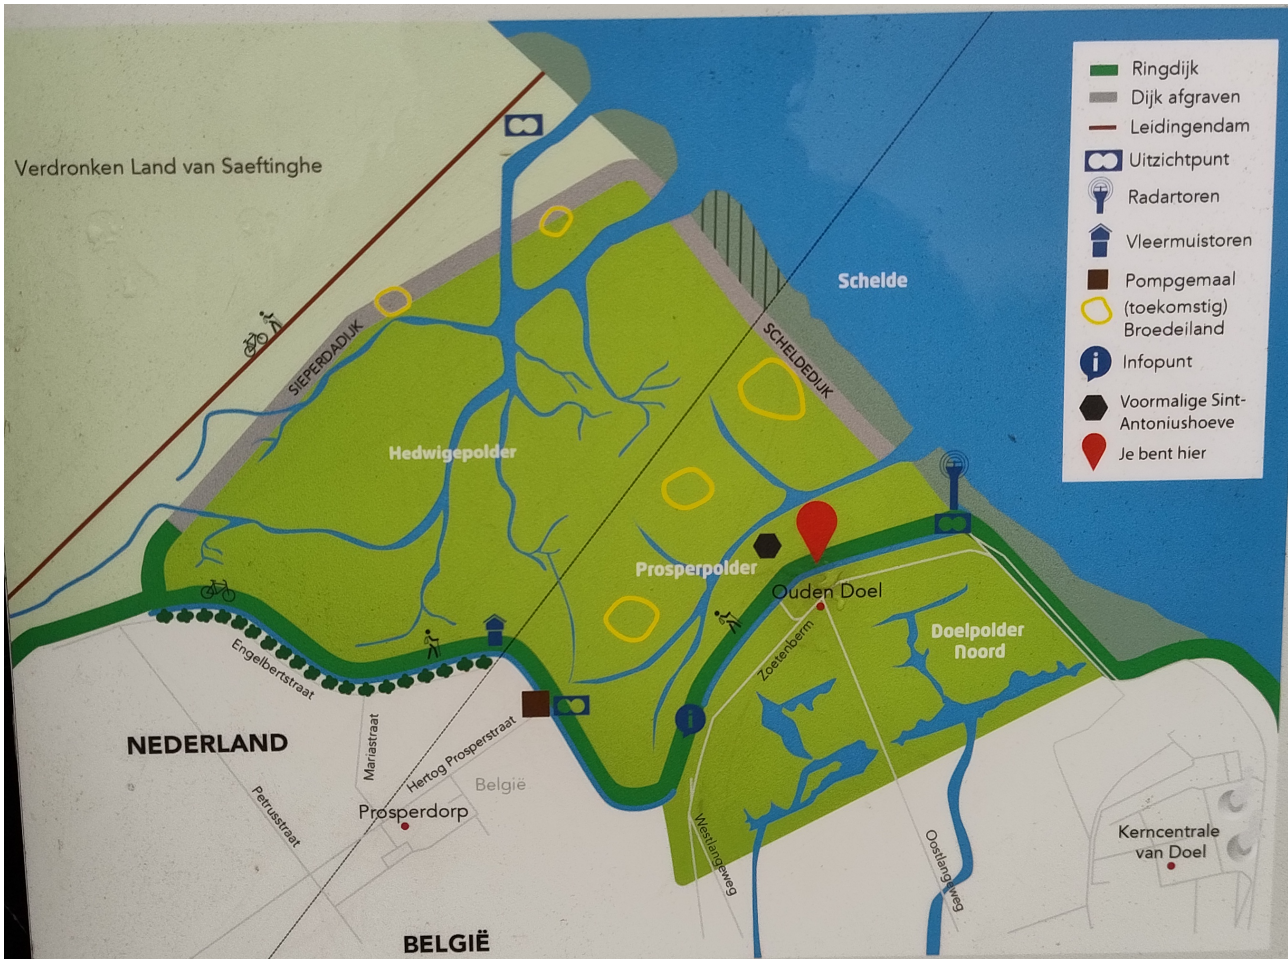 Verdronken Land van Saeftinghe
Ringdijk
Dijk afgraven
Leidingendam
Uitzichtpunt
Radartoren
Vleermuistoren
Pompgemaal
(toekomstig)
Broedeiland
Infopunt
Voormalige Sint-
Antoniushoeve
Je bent hier
Schelde
SIEPERDADIJK
SCHELDEDIJK
Hedwigepolder
Prosperpolder
Ouden Doel
Doelpolder
Noord
Zoetenberm
Engelbertstraat
NEDERLAND
Mariastraat
Hertog Prosperstraat
België
Petrusstraat
Prosperdorp
Westlangeweg
Oostlangeweg
Kerncentrale
van Doel
BELGIË